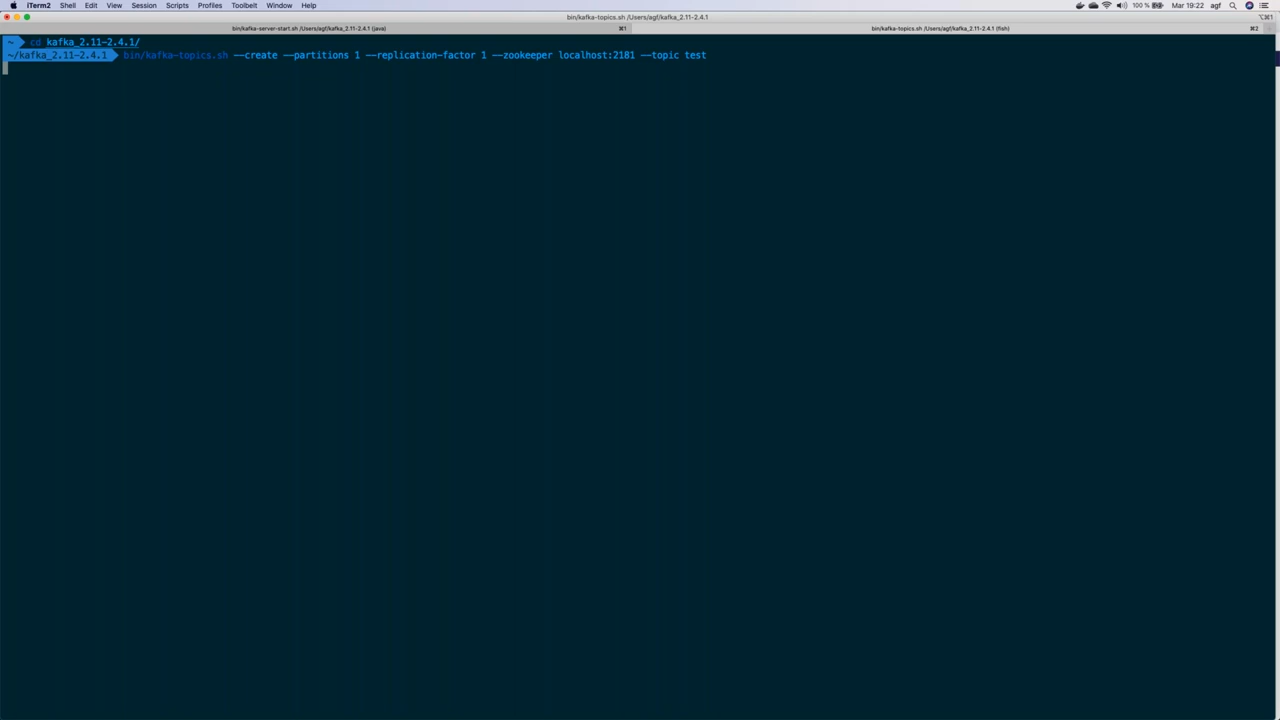 iTerm2 Shell Edit View Session Scripts Profiles Toolbelt Window Help 100 % Mar 19:22 agf
bin/kafka-topics.sh /Users/agf/kafka_2.11-2.4.1 ⌥⌘1
bin/kafka-server-start.sh /Users/agf/kafka_2.11-2.4.1 (java) ⌘1 bin/kafka-topics.sh /Users/agf/kafka_2.11-2.4.1 (fish) ⌘2
~ cd kafka_2.11-2.4.1/
~/kafka_2.11-2.4.1 bin/kafka-topics.sh --create --partitions 1 --replication-factor 1 --zookeeper localhost:2181 --topic test